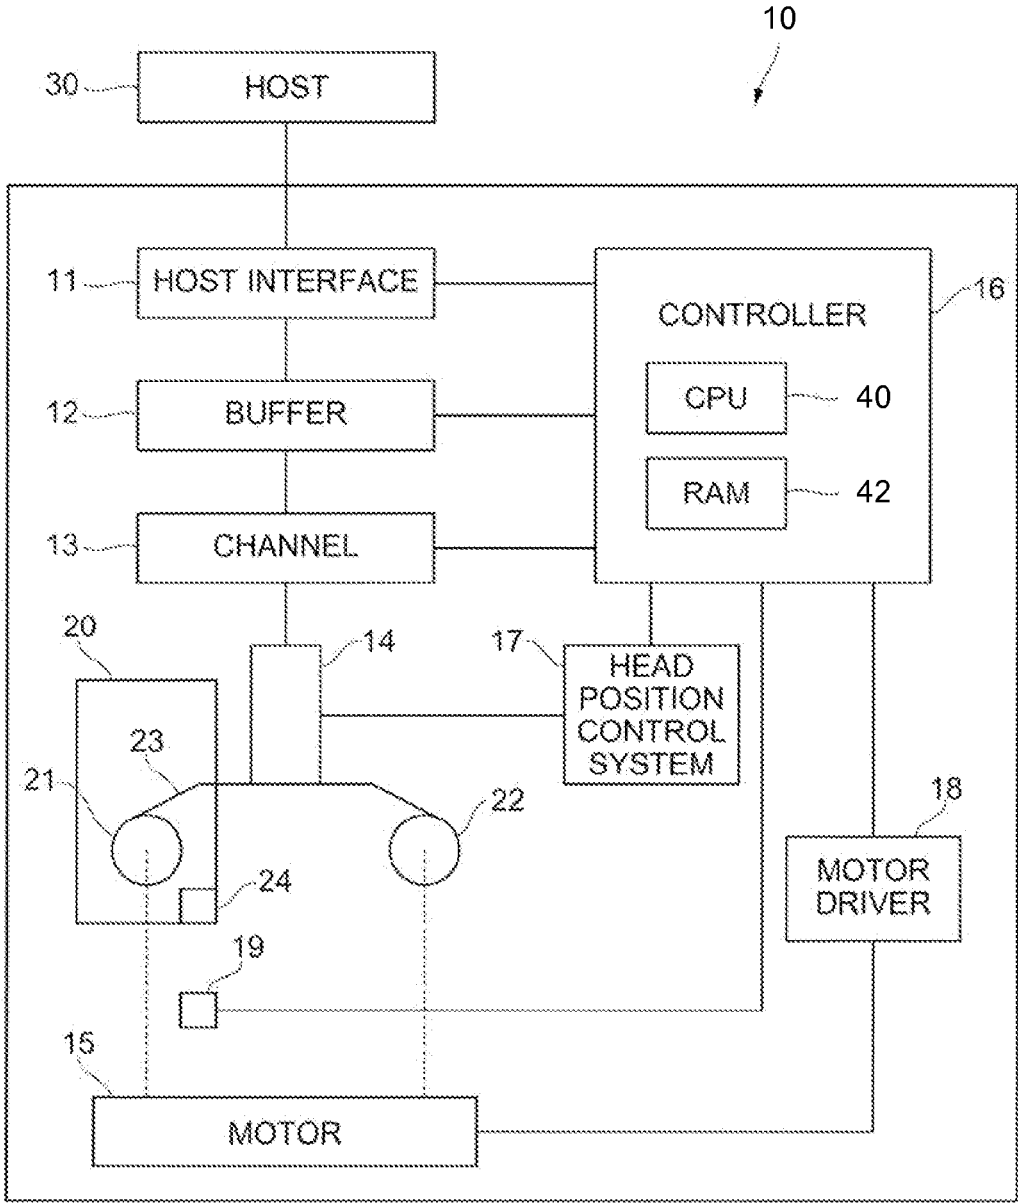 10
30
HOST
11
HOST INTERFACE
CONTROLLER
16
12
BUFFER
CPU
40
RAM
42
13
CHANNEL
20
14
17
HEAD
POSITION
CONTROL
SYSTEM
23
21
22
18
MOTOR
DRIVER
24
19
15
MOTOR